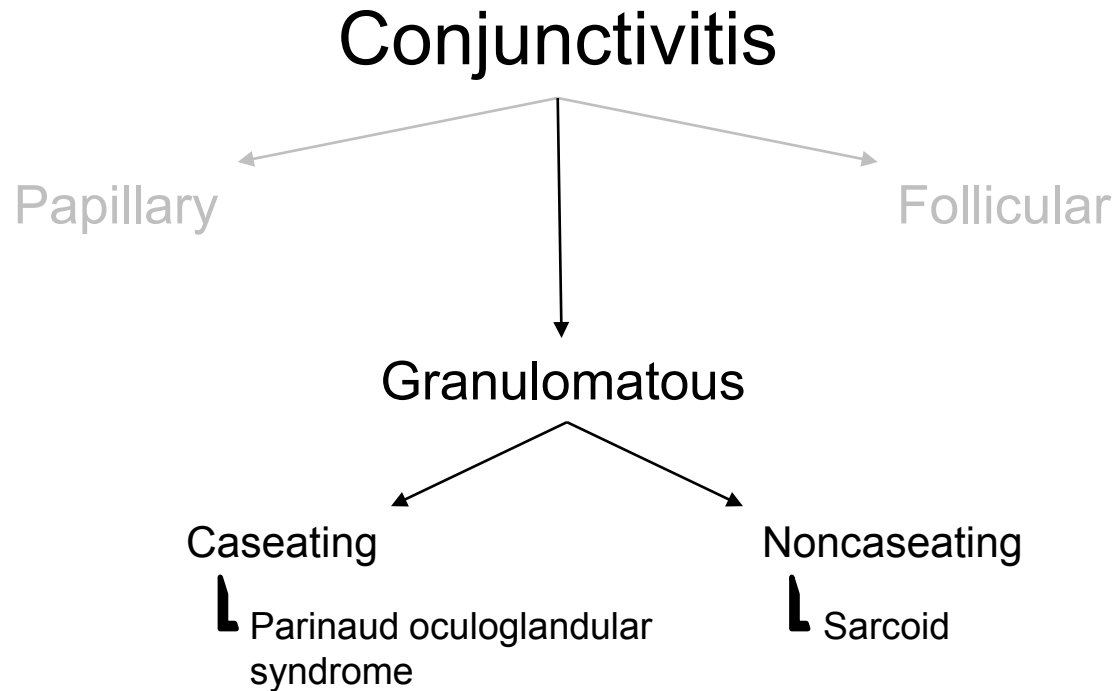 Conjunctivitis
Papillary
Follicular
Granulomatous
Caseating
Noncaseating
Parinaud oculoglandular
syndrome
Sarcoid